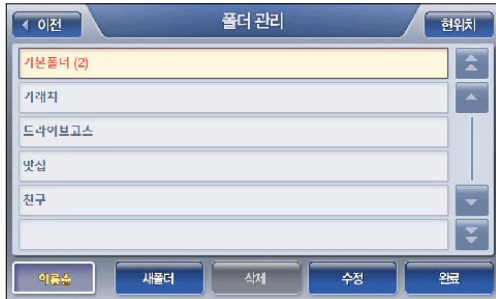 이전
폴더 관리
현위치
기본폴더 (2)
거래처
드라이브코스
맛집
친구
이름순
새폴더
삭제
수정
완료